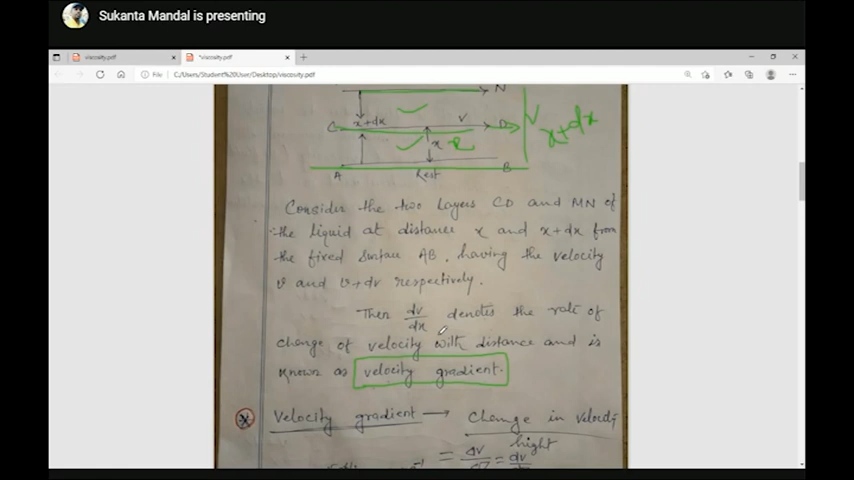 Sukanta Mandal is presenting
viscosity.pdf
*viscosity.pdf
File
C:/Users/Student%20User/Desktop/viscovity.pdf
N
C x+dx v D v x+dx
x x
A Rest B
Consider the two layers CD and MN of
the liquid at distance x and x+dx from
the fixed surface AB, having the velocity
v and v+dv respectively.
Then dv/dx denotes the rate of
change of velocity with distance and is
known as velocity gradient.
Velocity gradient → Change in velocity
hight
= dv